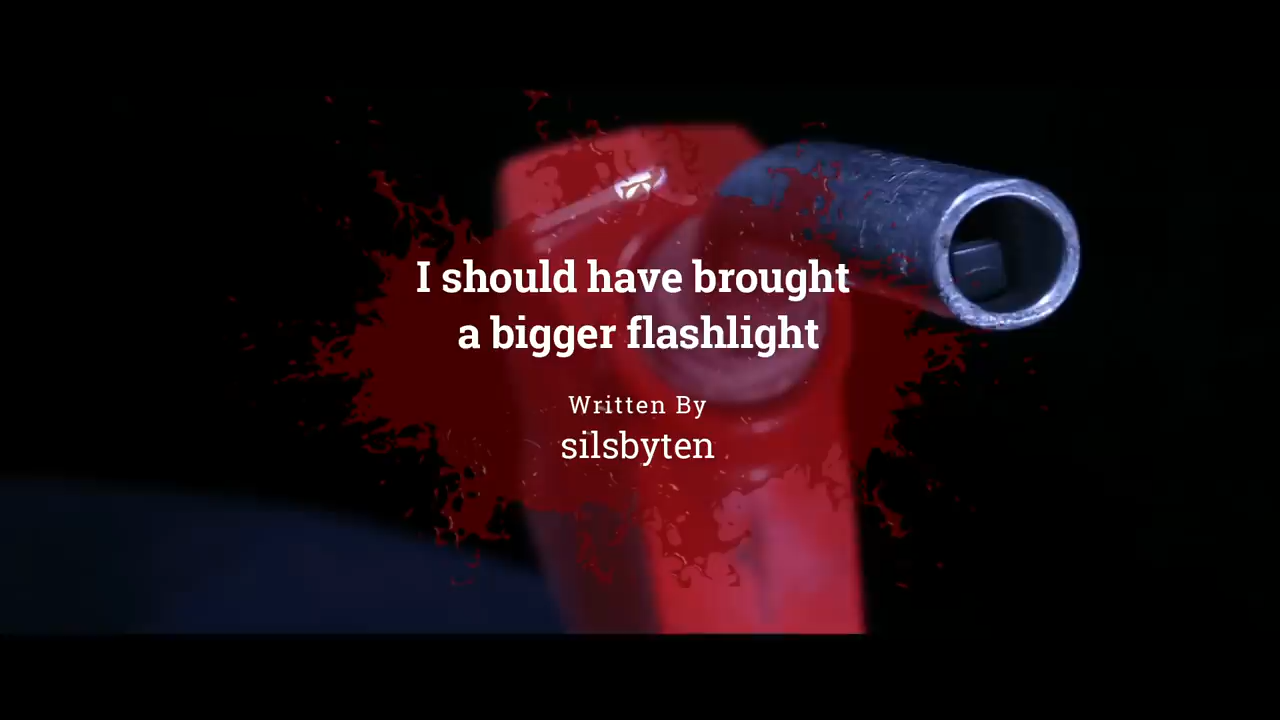 I should have brought
a bigger flashlight
Written By
silsbyten